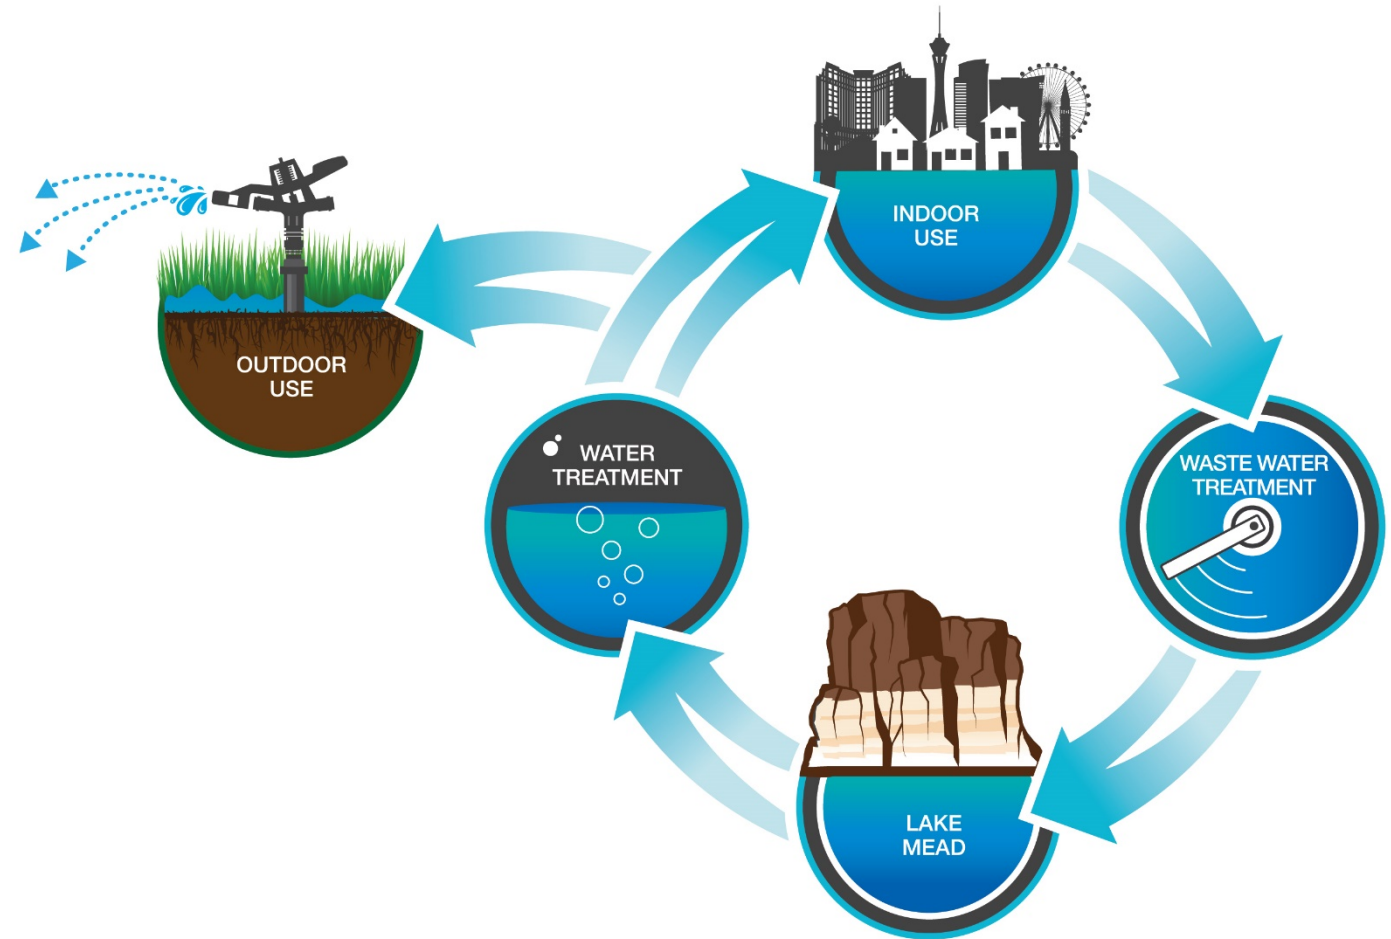 INDOOR
USE
OUTDOOR
USE
WATER
TREATMENT
WASTE WATER
TREATMENT
LAKE
MEAD